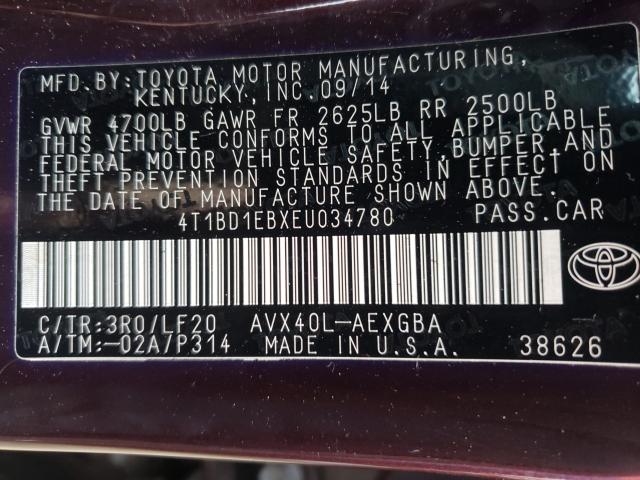 MFD.BY:TOYOTA MOTOR MANUFACTURING,
KENTUCKY, INC.09/14
GVWR 4700LB GAWR FR 2625LB RR 2500LB
THIS VEHICLE CONFORMS TO ALL APPLICABLE
FEDERAL MOTOR VEHICLE SAFETY,BUMPER,AND
THEFT PREVENTION STANDARDS IN EFFECT ON
THE DATE OF MANUFACTURE SHOWN ABOVE.
4T1BD1EBXEU034780 PASS.CAR
C/TR:3R0/LF20 AVX40L-AEXGBA
A/TM:-02A/P314 MADE IN U.S.A. 38626